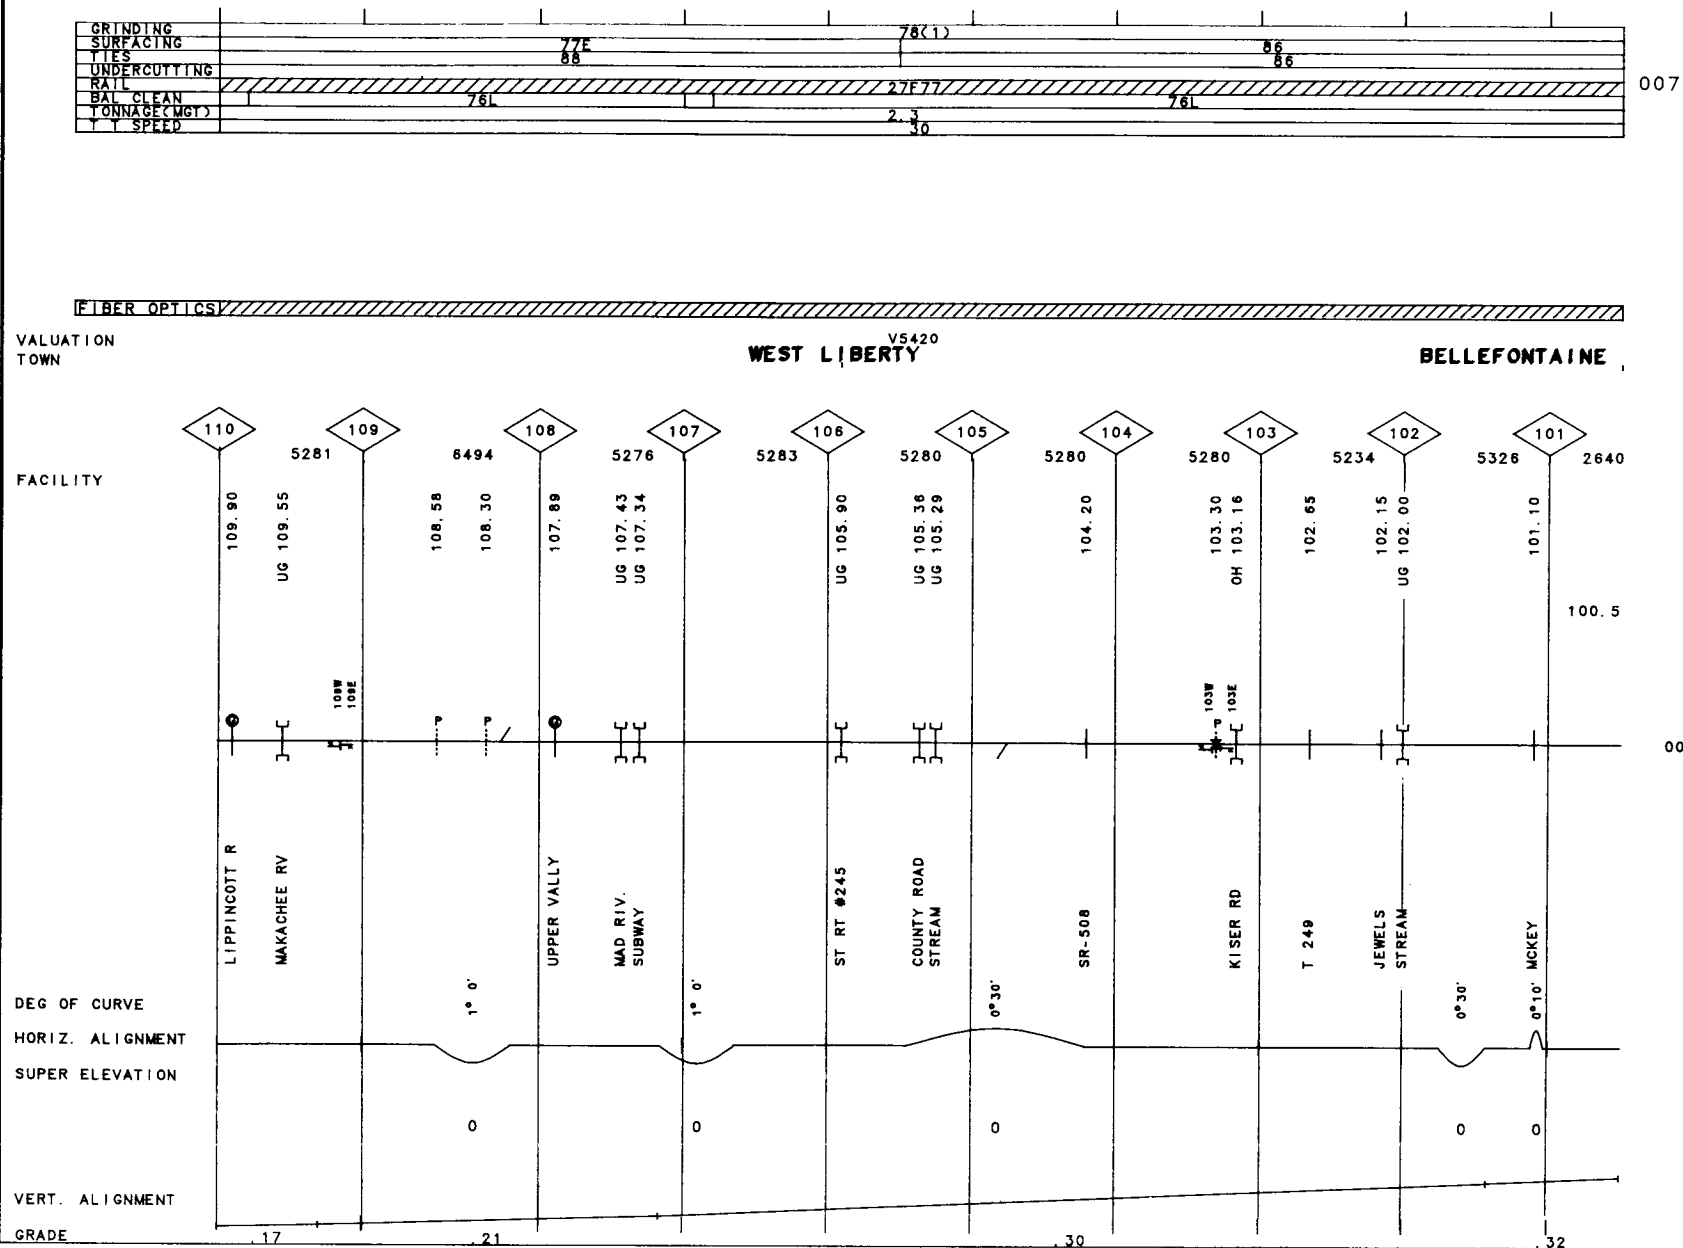 GRINDING 78(1)
SURFACING 77E 86
TIES 88 86
UNDERCUTTING
RAIL 27F77 007
BAL CLEAN 76L 76L
TONNAGE(MGT) 2.3
T T SPEED 30
FIBER OPTICS
VALUATION V5420
TOWN WEST LIBERTY BELLEFONTAINE
110 109 108 107 106 105 104 103 102 101
5281 6494 5276 5283 5280 5280 5280 5234 5326 2640
FACILITY
109.90
UG 109.55
108.58
108.30
107.89
UG 107.43
UG 107.34
UG 105.90
UG 105.36
UG 105.29
104.20
103.30
OH 103.16
102.65
102.15
UG 102.00
101.10
100.5
109W
109E
P
P
103W
103E
P
00
LIPPINCOTT R
MAKACHEE RV
UPPER VALLY
MAD RIV.
SUBWAY
ST RT #245
COUNTY ROAD
STREAM
SR-508
KISER RD
T 249
JEWELS
STREAM
MCKEY
DEG OF CURVE 1° 0' 1° 0' 0°30' 0°30' 0°10'
HORIZ. ALIGNMENT
SUPER ELEVATION
0 0 0 0 0
VERT. ALIGNMENT
GRADE .17 .21 .30 .32